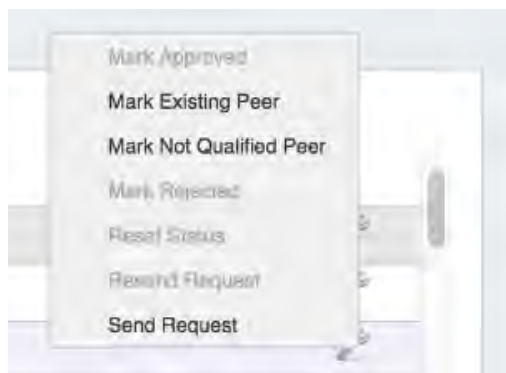 Mark Approved
Mark Existing Peer
Mark Not Qualified Peer
Mark Rejected
Reset Status
Resend Request
Send Request